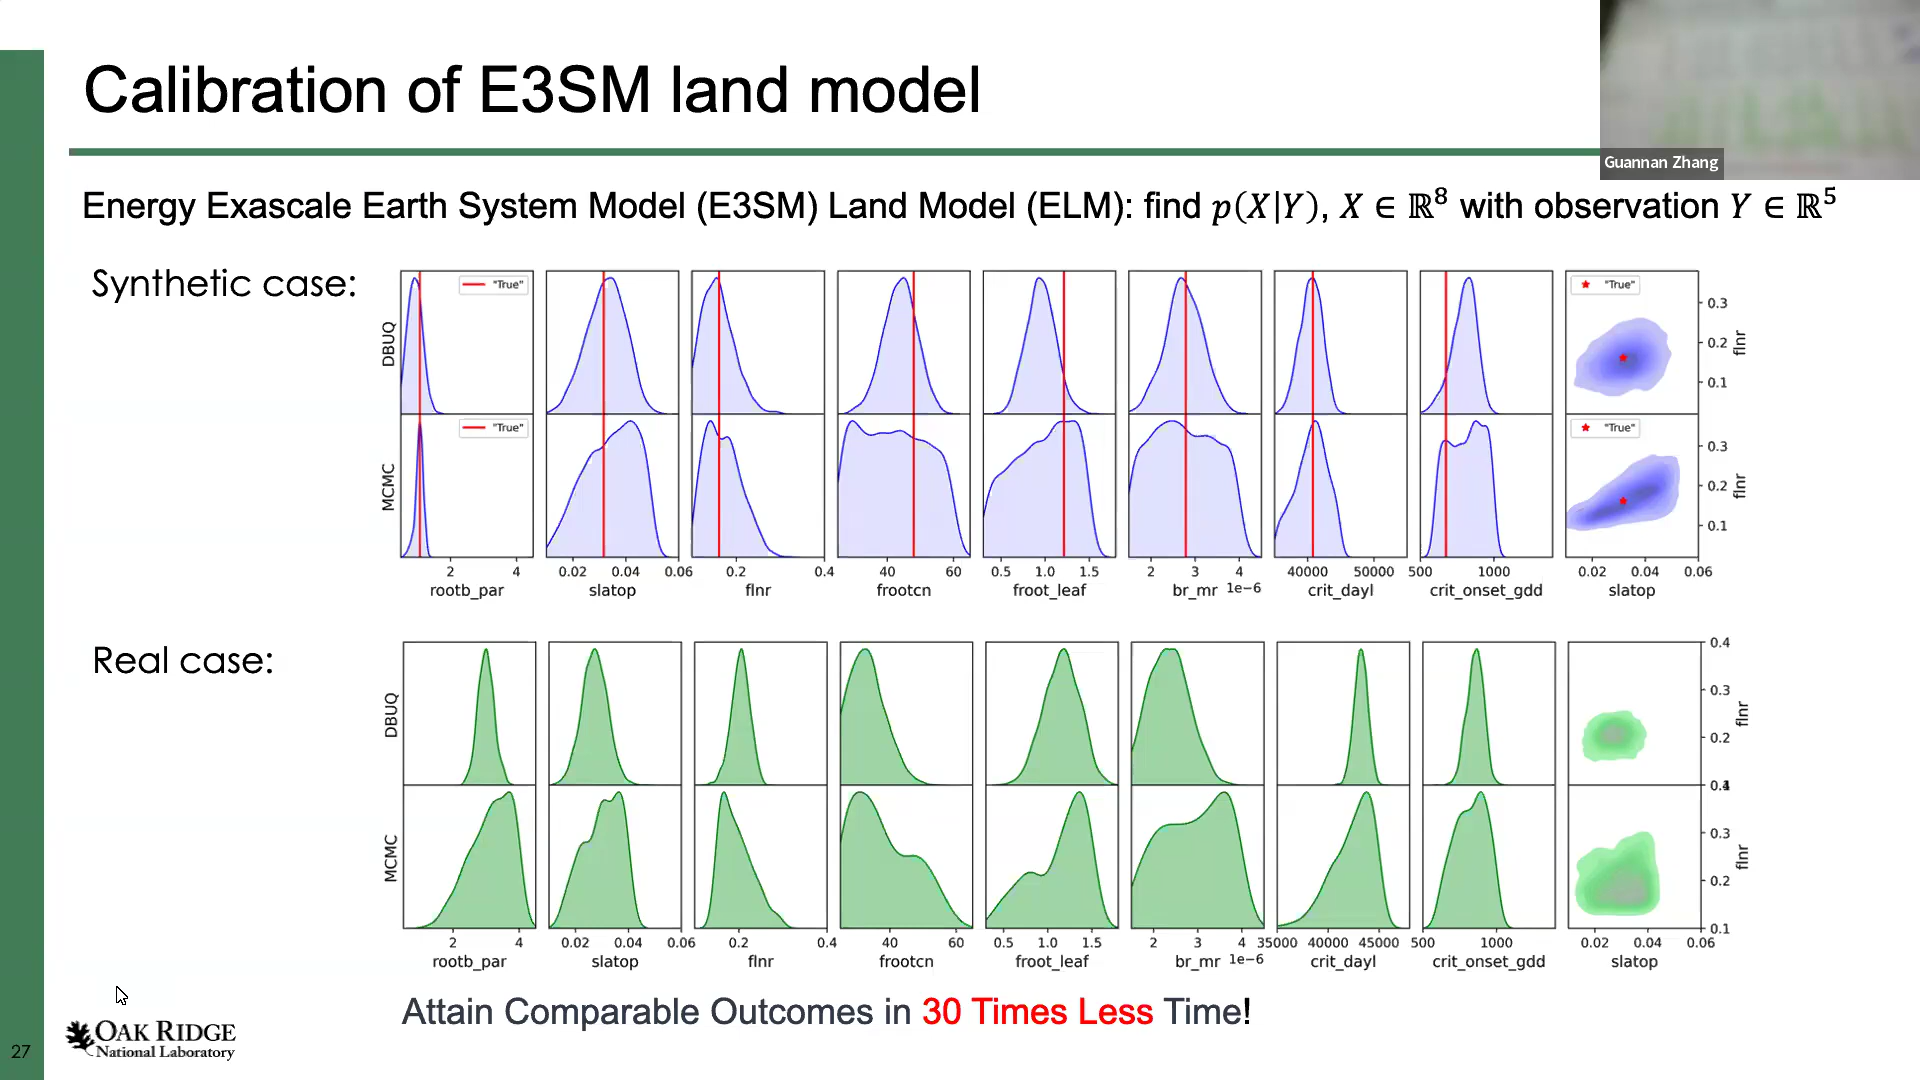 Calibration of E3SM land model
Guannan Zhang
Energy Exascale Earth System Model (E3SM) Land Model (ELM): find p(X|Y), X ∈ ℝ⁸ with observation Y ∈ ℝ⁵
Synthetic case:
DBUQ
"True"
"True"
0.3
0.2
0.1
flnr
MCMC
"True"
"True"
0.3
0.2
0.1
flnr
2 4 0.02 0.04 0.06 0.2 0.4 40 60 0.5 1.0 1.5 2 3 4 40000 50000 500 1000 0.02 0.04 0.06
rootb_par slatop flnr frootcn froot_leaf br_mr 1e−6 crit_dayl crit_onset_gdd slatop
Real case:
DBUQ
0.4
0.3
0.2
flnr
MCMC
0.3
0.2
0.1
flnr
2 4 0.02 0.04 0.06 0.2 0.4 40 60 0.5 1.0 1.5 2 3 4 35000 40000 45000 500 1000 0.02 0.04 0.06
rootb_par slatop flnr frootcn froot_leaf br_mr 1e−6 crit_dayl crit_onset_gdd slatop
Attain Comparable Outcomes in 30 Times Less Time!
OAK RIDGE
National Laboratory
27